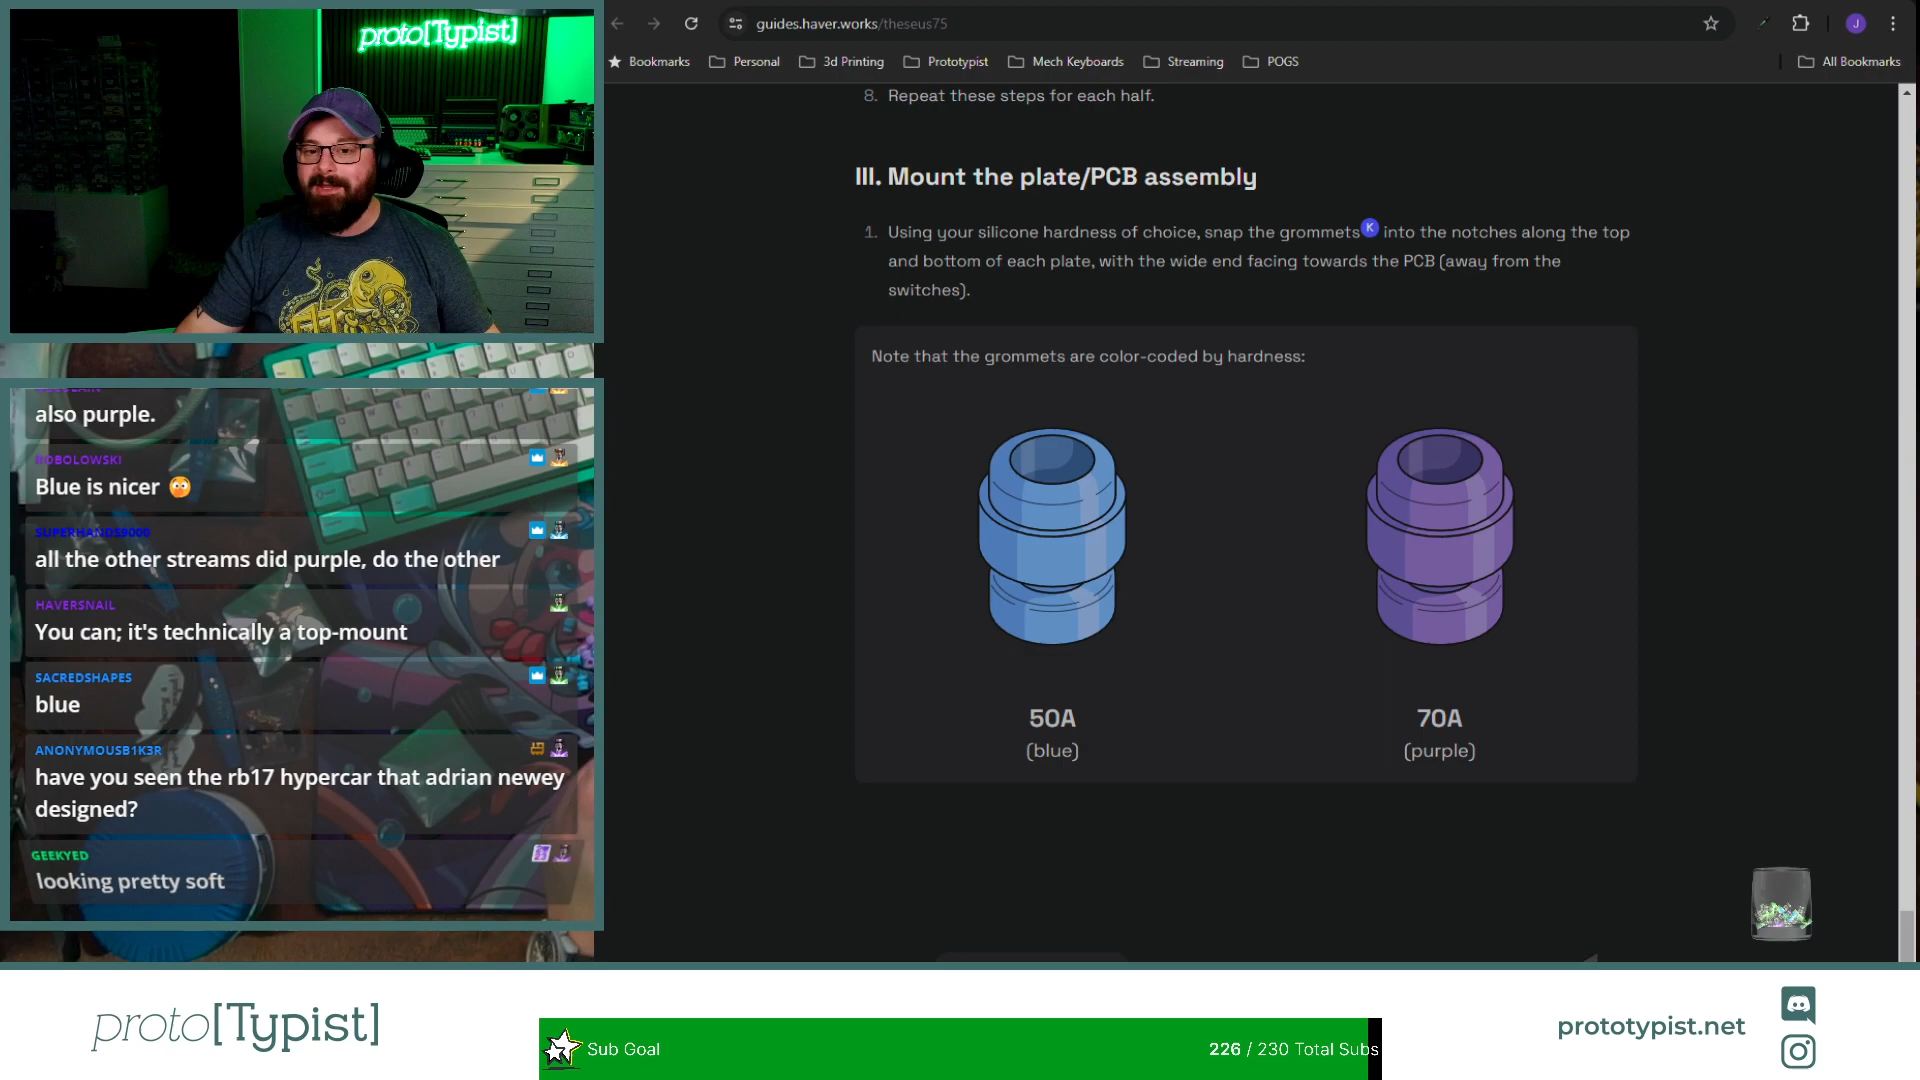 proto[Typist]
guides.haver.works/theseus75
J
Bookmarks
Personal
3d Printing
Prototypist
Mech Keyboards
Streaming
POGS
All Bookmarks
8. Repeat these steps for each half.
III. Mount the plate/PCB assembly
1. Using your silicone hardness of choice, snap the grommets K into the notches along the top
and bottom of each plate, with the wide end facing towards the PCB (away from the
switches).
Note that the grommets are color-coded by hardness:
50A
(blue)
70A
(purple)
also purple.
ROBOLOWSKI
Blue is nicer
SUPERHANDS9000
all the other streams did purple, do the other
HAVERSNAIL
You can; it's technically a top-mount
SACREDSHAPES
blue
ANONYMOUSB1K3R
have you seen the rb17 hypercar that adrian newey
designed?
GEEKYED
looking pretty soft
proto[Typist]
Sub Goal
226 / 230 Total Subs
prototypist.net